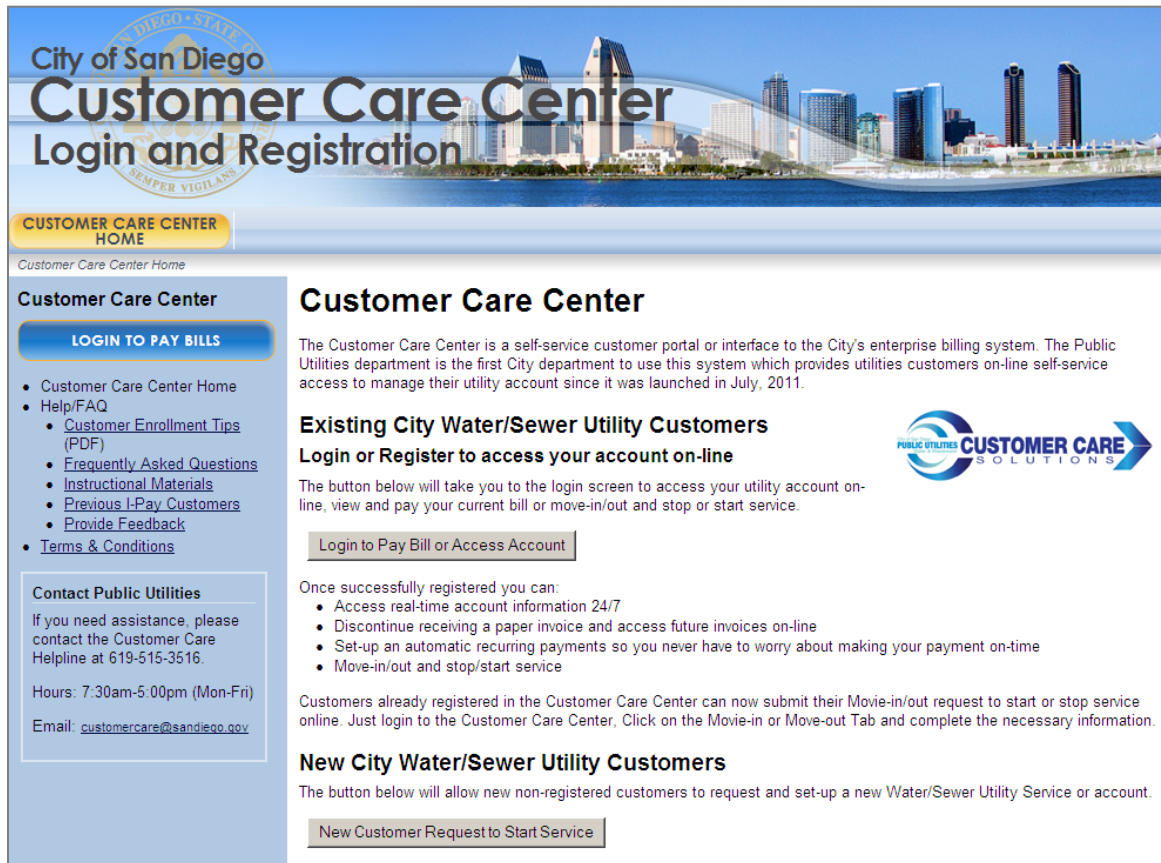 City of San Diego
Customer Care Center
Login and Registration
SEMPER VIGILANS
CUSTOMER CARE CENTER
HOME
Customer Care Center Home
Customer Care Center
LOGIN TO PAY BILLS
Customer Care Center Home
Help/FAQ
Customer Enrollment Tips
(PDF)
Frequently Asked Questions
Instructional Materials
Previous I-Pay Customers
Provide Feedback
Terms & Conditions
Contact Public Utilities
If you need assistance, please
contact the Customer Care
Helpline at 619-515-3516.
Hours: 7:30am-5:00pm (Mon-Fri)
Email: customercare@sandiego.gov
Customer Care Center
The Customer Care Center is a self-service customer portal or interface to the City's enterprise billing system. The Public
Utilities department is the first City department to use this system which provides utilities customers on-line self-service
access to manage their utility account since it was launched in July, 2011.
Existing City Water/Sewer Utility Customers
Login or Register to access your account on-line
The button below will take you to the login screen to access your utility account on-
line, view and pay your current bill or move-in/out and stop or start service.
PUBLIC UTILITIES
CUSTOMER CARE
SOLUTIONS
Login to Pay Bill or Access Account
Once successfully registered you can:
Access real-time account information 24/7
Discontinue receiving a paper invoice and access future invoices on-line
Set-up an automatic recurring payments so you never have to worry about making your payment on-time
Move-in/out and stop/start service
Customers already registered in the Customer Care Center can now submit their Movie-in/out request to start or stop service
online. Just login to the Customer Care Center, Click on the Movie-in or Move-out Tab and complete the necessary information.
New City Water/Sewer Utility Customers
The button below will allow new non-registered customers to request and set-up a new Water/Sewer Utility Service or account.
New Customer Request to Start Service